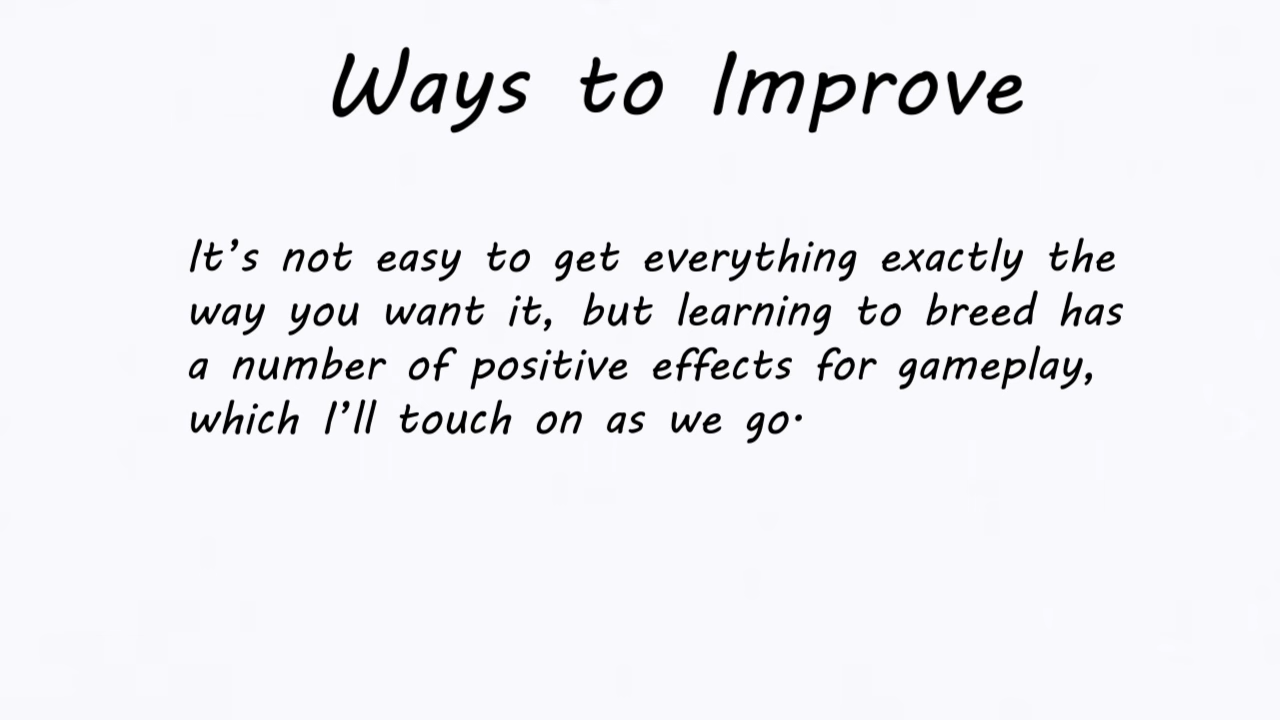 Ways to Improve
It’s not easy to get everything exactly the
way you want it, but learning to breed has
a number of positive effects for gameplay,
which I’ll touch on as we go.